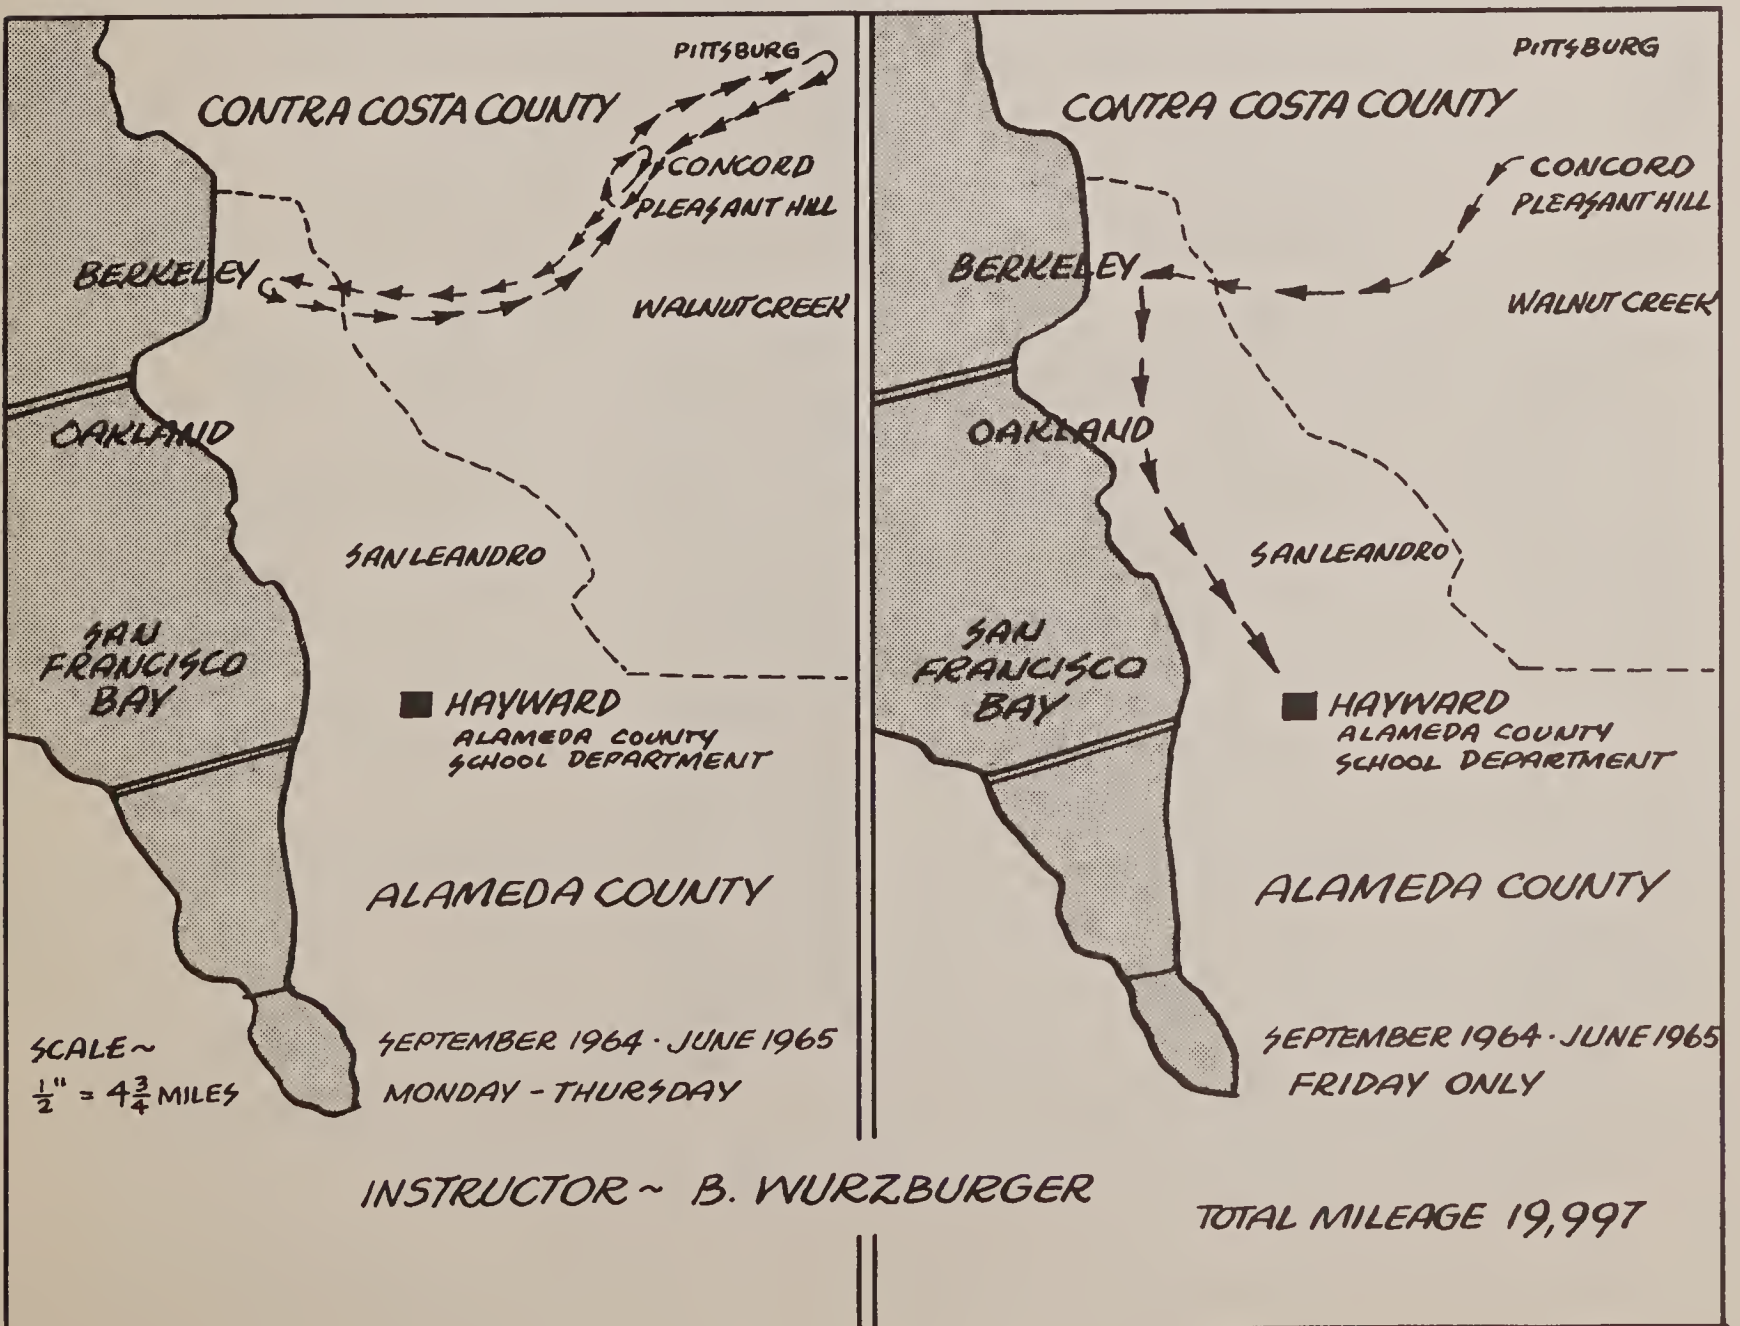 PITTSBURG
CONTRA COSTA COUNTY
CONCORD
PLEASANT HILL
BERKELEY
WALNUT CREEK
OAKLAND
SAN LEANDRO
SAN
FRANCISCO
BAY
HAYWARD
ALAMEDA COUNTY
SCHOOL DEPARTMENT
ALAMEDA COUNTY
SCALE~
1/2" = 4 3/4 MILES
SEPTEMBER 1964 · JUNE 1965
MONDAY - THURSDAY
PITTSBURG
CONTRA COSTA COUNTY
CONCORD
PLEASANT HILL
BERKELEY
WALNUT CREEK
OAKLAND
SAN LEANDRO
SAN
FRANCISCO
BAY
HAYWARD
ALAMEDA COUNTY
SCHOOL DEPARTMENT
ALAMEDA COUNTY
SEPTEMBER 1964 · JUNE 1965
FRIDAY ONLY
INSTRUCTOR ~ B. WURZBURGER
TOTAL MILEAGE 19,997